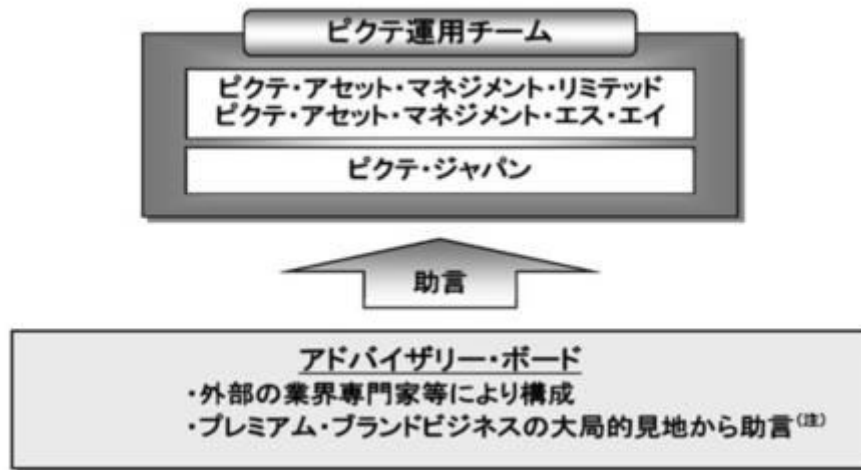 ピクテ運用チーム
ピクテ・アセット・マネジメント・リミテッド
ピクテ・アセット・マネジメント・エス・エイ
ピクテ・ジャパン
助言
アドバイザリー・ボード
・外部の業界専門家等により構成
・プレミアム・ブランドビジネスの大局的見地から助言(注)